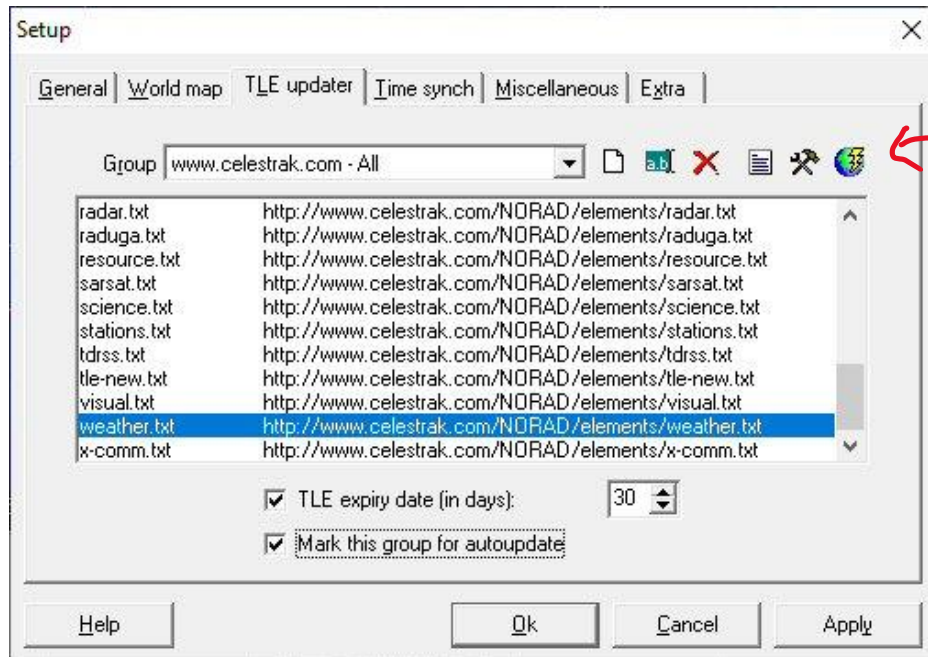 Setup
General World map TLE updater Time synch Miscellaneous Extra
Group www.celestrak.com - All
radar.txt http://www.celestrak.com/NORAD/elements/radar.txt
raduga.txt http://www.celestrak.com/NORAD/elements/raduga.txt
resource.txt http://www.celestrak.com/NORAD/elements/resource.txt
sarsat.txt http://www.celestrak.com/NORAD/elements/sarsat.txt
science.txt http://www.celestrak.com/NORAD/elements/science.txt
stations.txt http://www.celestrak.com/NORAD/elements/stations.txt
tdrss.txt http://www.celestrak.com/NORAD/elements/tdrss.txt
tle-new.txt http://www.celestrak.com/NORAD/elements/tle-new.txt
visual.txt http://www.celestrak.com/NORAD/elements/visual.txt
weather.txt http://www.celestrak.com/NORAD/elements/weather.txt
x-comm.txt http://www.celestrak.com/NORAD/elements/x-comm.txt
TLE expiry date (in days): 30
Mark this group for autoupdate
Help Ok Cancel Apply